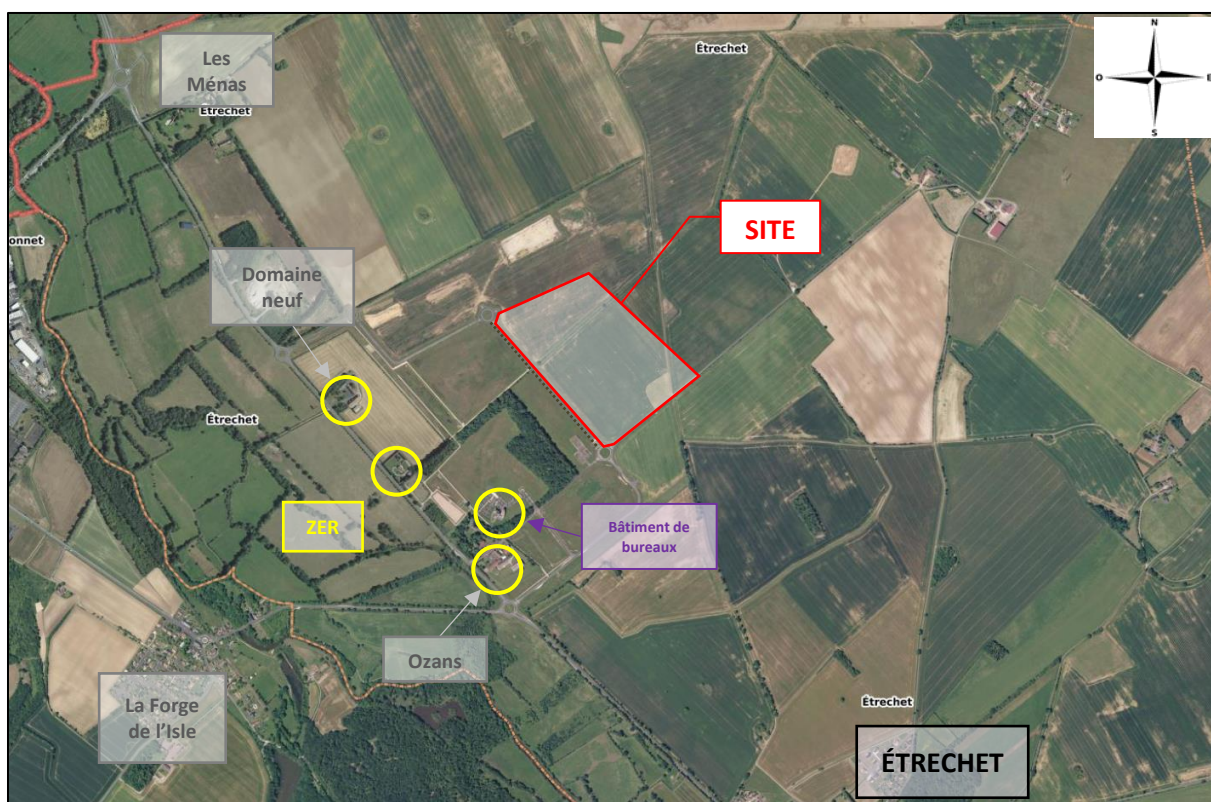 Les
Ménas
Étrechet
Étrechet
N
O
E
S
SITE
onnet
Domaine
neuf
Étrechet
ZER
Bâtiment de
bureaux
Ozans
La Forge
de l'Isle
Étrechet
ÉTRECHET